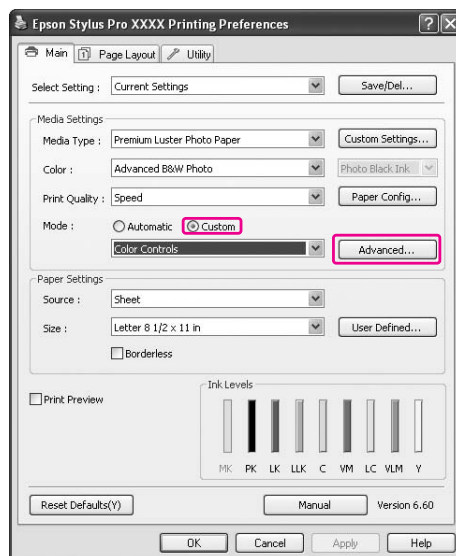 Epson Stylus Pro XXXX Printing Preferences
Main Page Layout Utility
Select Setting : Current Settings Save/Del...
Media Settings
Media Type : Premium Luster Photo Paper Custom Settings...
Color : Advanced B&W Photo Photo Black Ink
Print Quality : Speed Paper Config...
Mode : Automatic Custom
Color Controls Advanced...
Paper Settings
Source : Sheet
Size : Letter 8 1/2 x 11 in User Defined...
Borderless
Print Preview
Ink Levels
MK PK LK LLK C VM LC VLM Y
Reset Defaults(Y) Manual Version 6.60
OK Cancel Apply Help